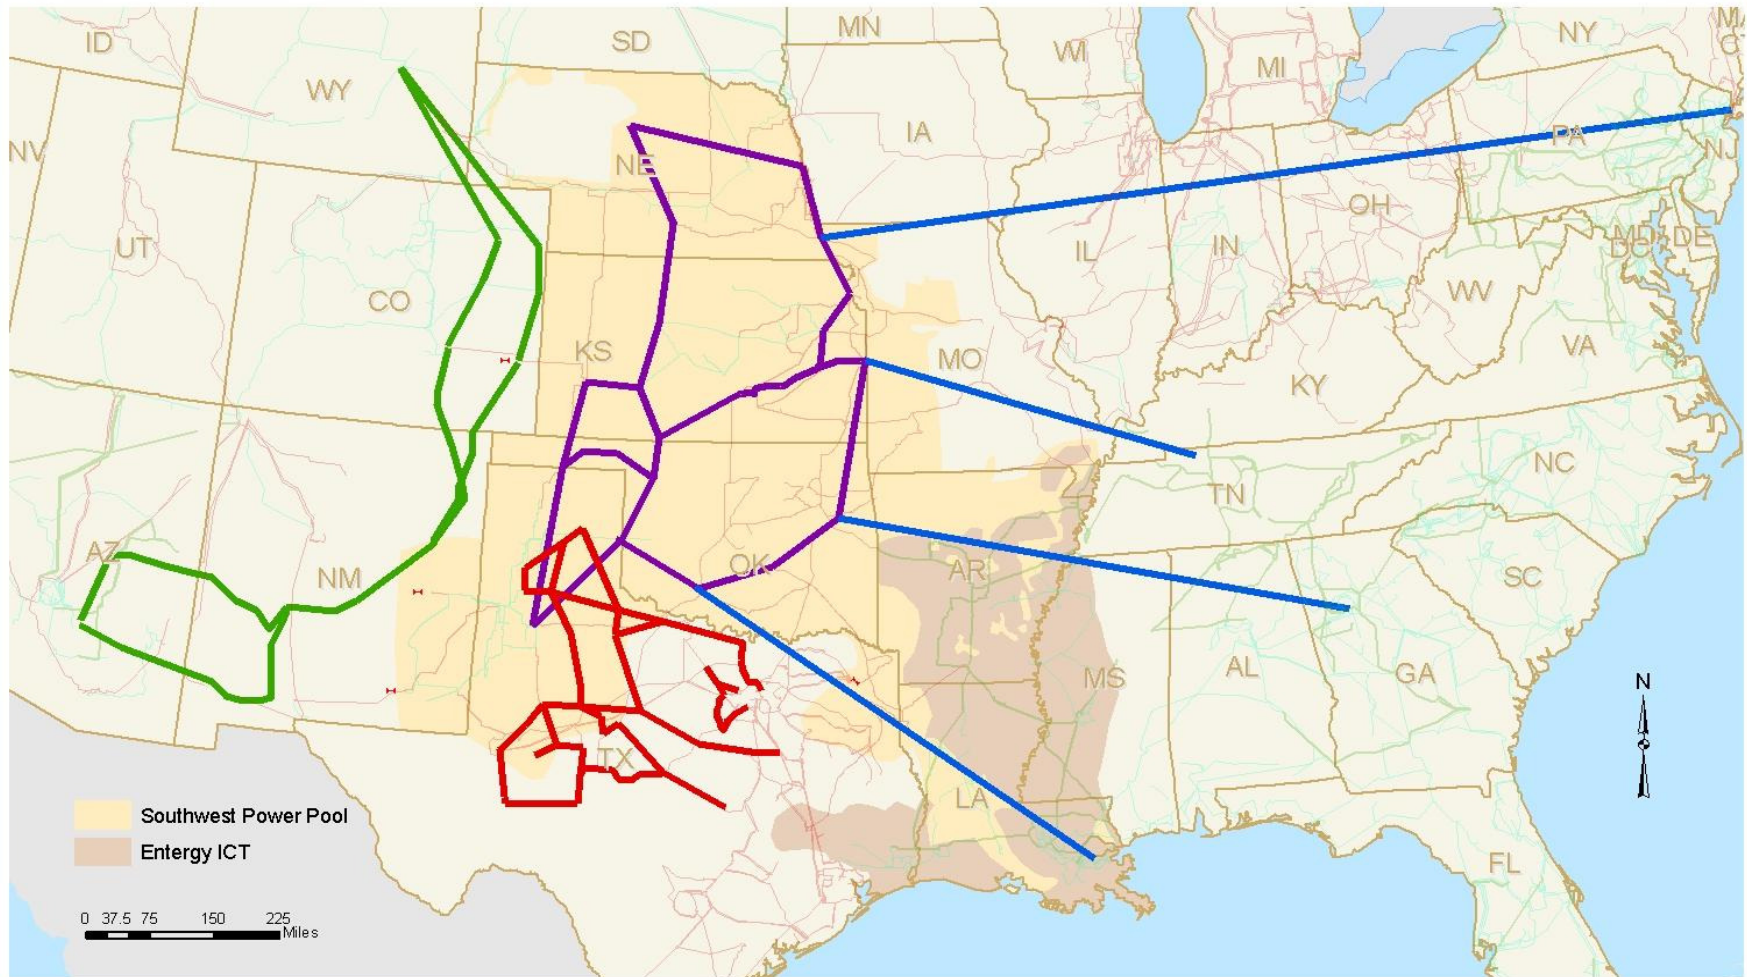 ID
SD
MN
WI
MI
NY
WY
IA
PA
NJ
NV
NE
UT
CO
IL
IN
OH
MD
DE
DC
WV
VA
KS
MO
KY
AZ
NM
OK
AR
TN
NC
SC
TX
LA
MS
AL
GA
FL
N
Southwest Power Pool
Entergy ICT
0 37.5 75 150 225
Miles